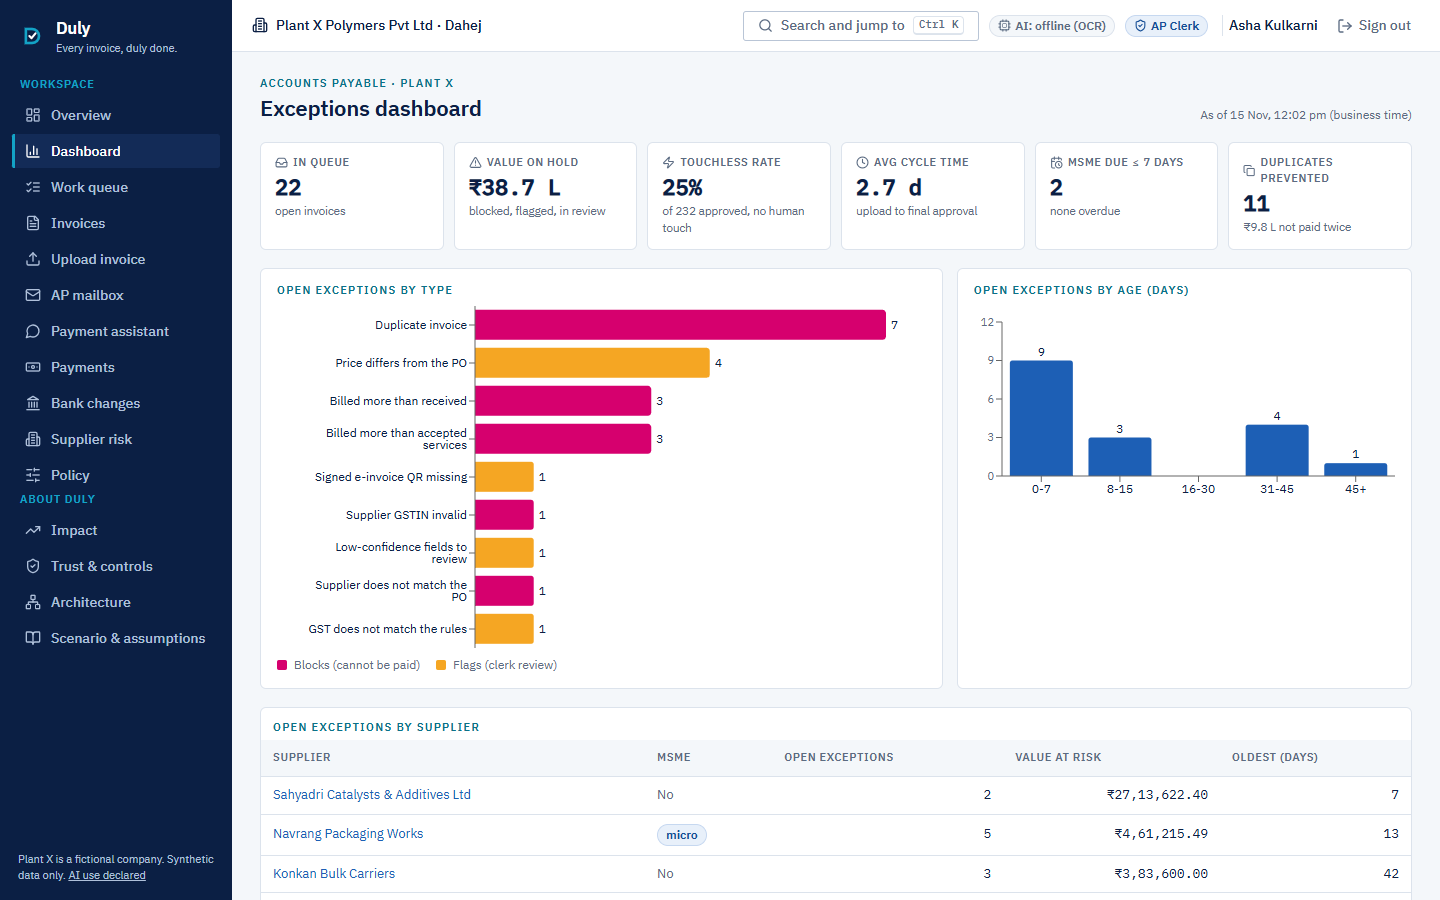 Duly
Every invoice, duly done.
WORKSPACE
Overview
Dashboard
Work queue
Invoices
Upload invoice
AP mailbox
Payment assistant
Payments
Bank changes
Supplier risk
Policy
ABOUT DULY
Impact
Trust & controls
Architecture
Scenario & assumptions
Plant X is a fictional company. Synthetic
data only. AI use declared
Plant X Polymers Pvt Ltd · Dahej
Search and jump to Ctrl K
AI: offline (OCR)
AP Clerk
Asha Kulkarni
Sign out
ACCOUNTS PAYABLE · PLANT X
Exceptions dashboard
As of 15 Nov, 12:02 pm (business time)
IN QUEUE
22
open invoices
VALUE ON HOLD
₹38.7 L
blocked, flagged, in review
TOUCHLESS RATE
25%
of 232 approved, no human
touch
AVG CYCLE TIME
2.7 d
upload to final approval
MSME DUE ≤ 7 DAYS
2
none overdue
DUPLICATES
PREVENTED
11
₹9.8 L not paid twice
OPEN EXCEPTIONS BY TYPE
Duplicate invoice 7
Price differs from the PO 4
Billed more than received 3
Billed more than accepted
services 3
Signed e-invoice QR missing 1
Supplier GSTIN invalid 1
Low-confidence fields to
review 1
Supplier does not match the
PO 1
GST does not match the rules 1
Blocks (cannot be paid)
Flags (clerk review)
OPEN EXCEPTIONS BY AGE (DAYS)
12
9
6
3
0
9
3
4
1
0-7 8-15 16-30 31-45 45+
OPEN EXCEPTIONS BY SUPPLIER
SUPPLIER MSME OPEN EXCEPTIONS VALUE AT RISK OLDEST (DAYS)
Sahyadri Catalysts & Additives Ltd No 2 ₹27,13,622.40 7
Navrang Packaging Works micro 5 ₹4,61,215.49 13
Konkan Bulk Carriers No 3 ₹3,83,600.00 42